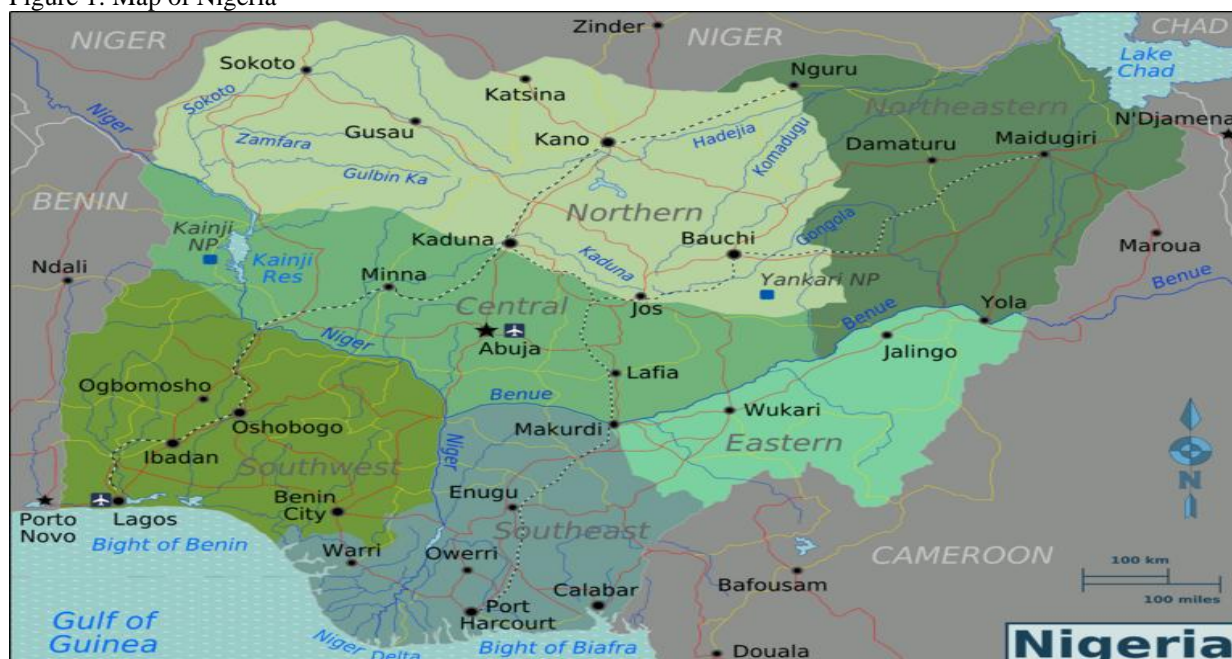 Figure 1: Map of Nigeria
NIGER
Zinder
NIGER
CHAD
Lake
Chad
Sokoto
Katsina
Nguru
Northeastern
Niger
Sokoto
Gusau
Kano
Hadejia
Komadugu
Damaturu
Maidugiri
N'Djamena
Zamfara
Gulbin Ka
BENIN
Northern
Kainji
NP
Kaduna
Bauchi
Gongola
Maroua
Ndali
Kainji
Res
Minna
Kaduna
Yankari NP
Benue
Central
Jos
Yola
Niger
Abuja
Benue
Jalingo
Ogbomosho
Lafia
Benue
Wukari
Oshobogo
Makurdi
Eastern
Ibadan
Southwest
Niger
N
Benin
City
Enugu
Southeast
Porto
Novo
Lagos
Bight of Benin
Warri
Owerri
CAMEROON
100 km
Bafousam
Calabar
100 miles
Gulf of
Guinea
Port
Harcourt
Niger Delta
Bight of Biafra
Douala
Nigeria